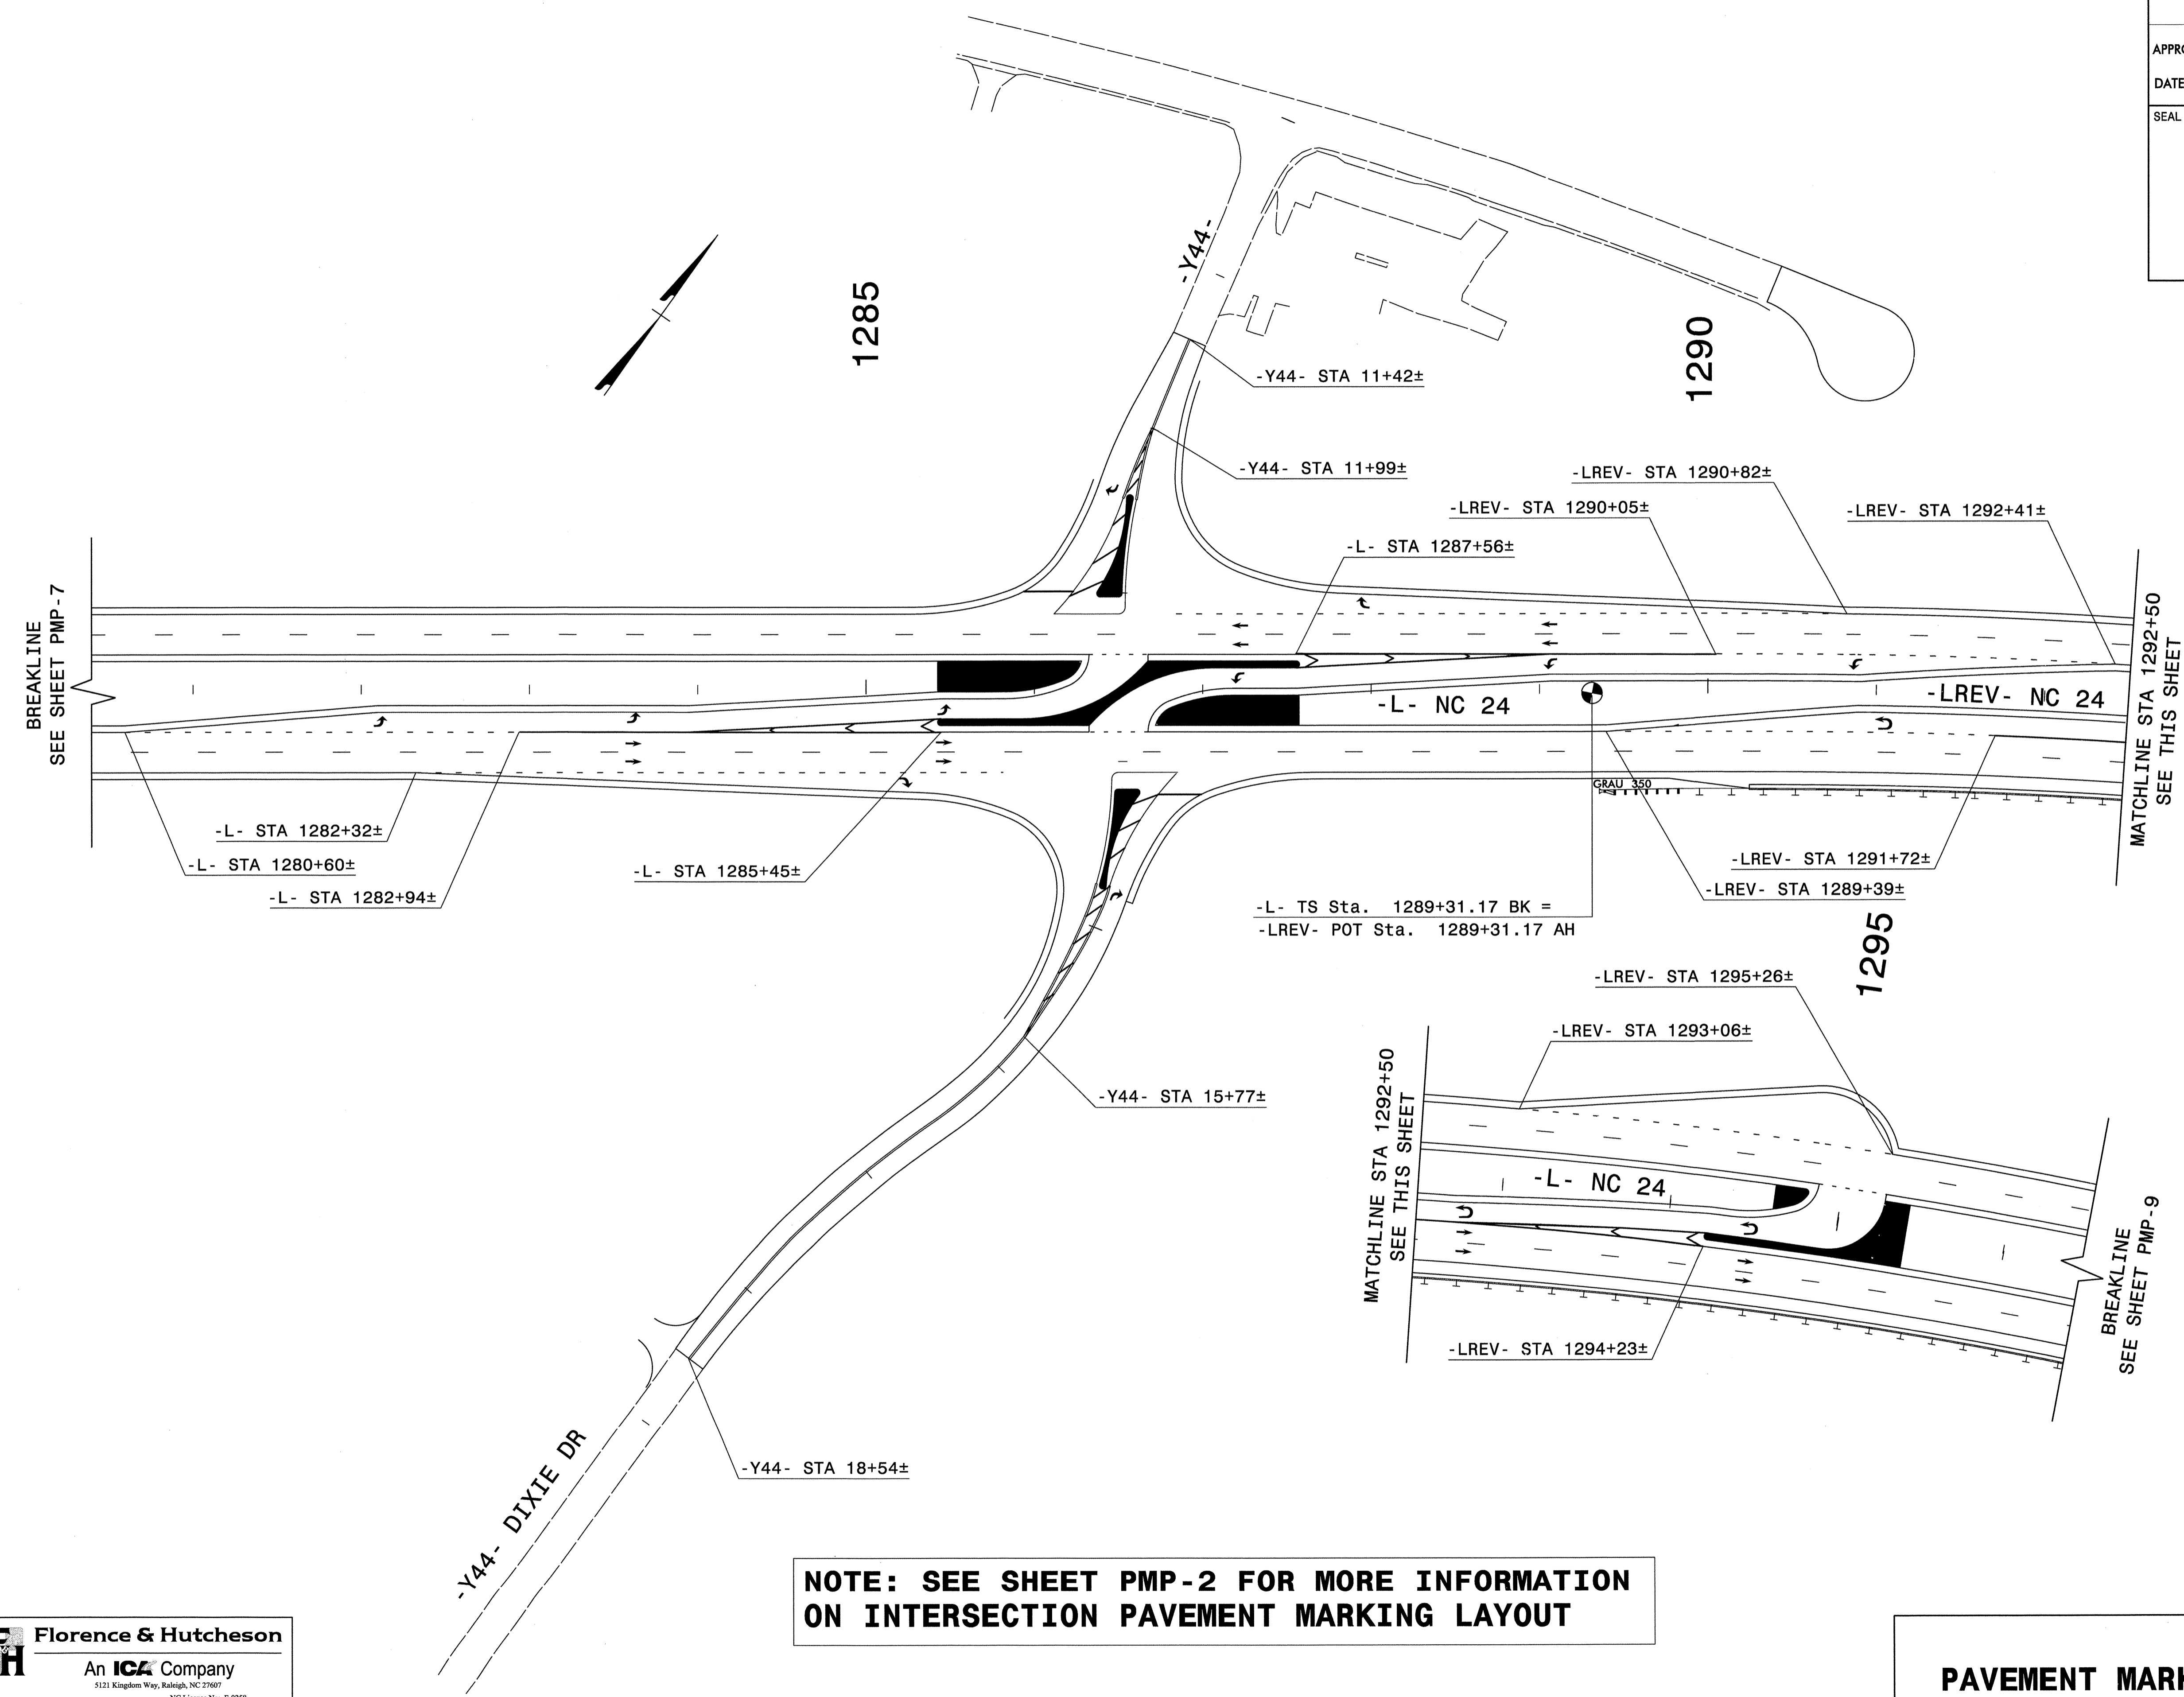 APPRO
DATE
SEAL
-Y44-
1285
1290
-Y44- STA 11+42±
-Y44- STA 11+99±
-LREV- STA 1290+82±
-LREV- STA 1290+05±
-LREV- STA 1292+41±
-L- STA 1287+56±
BREAKLINE
SEE SHEET PMP-7
MATCHLINE STA 1292+50
SEE THIS SHEET
-L- NC 24
-LREV- NC 24
GRAU 350
-L- STA 1282+32±
-L- STA 1280+60±
-L- STA 1282+94±
-L- STA 1285+45±
-LREV- STA 1291+72±
-LREV- STA 1289+39±
-L- TS Sta. 1289+31.17 BK =
-LREV- POT Sta. 1289+31.17 AH
1295
-LREV- STA 1295+26±
-LREV- STA 1293+06±
-Y44- STA 15+77±
MATCHLINE STA 1292+50
SEE THIS SHEET
-L- NC 24
BREAKLINE
SEE SHEET PMP-9
-LREV- STA 1294+23±
-Y44- STA 18+54±
-Y44- DIXIE DR
NOTE: SEE SHEET PMP-2 FOR MORE INFORMATION
ON INTERSECTION PAVEMENT MARKING LAYOUT
Florence & Hutcheson
An ICA Company
5121 Kingdom Way, Raleigh, NC 27607
PAVEMENT MARK